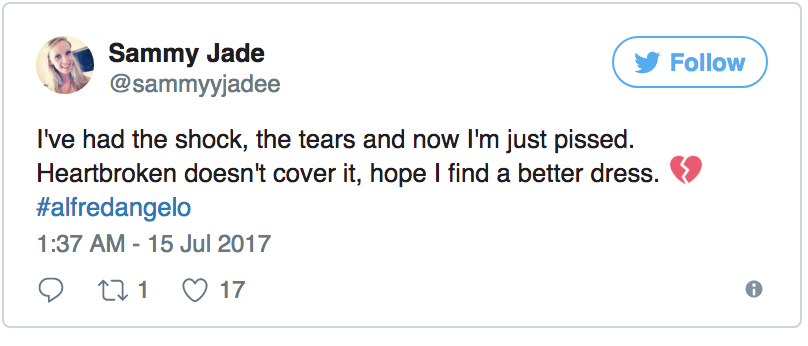 Sammy Jade
@sammyyjadee
Follow
I've had the shock, the tears and now I'm just pissed.
Heartbroken doesn't cover it, hope I find a better dress. 💔
#alfredangelo
1:37 AM - 15 Jul 2017
1 17